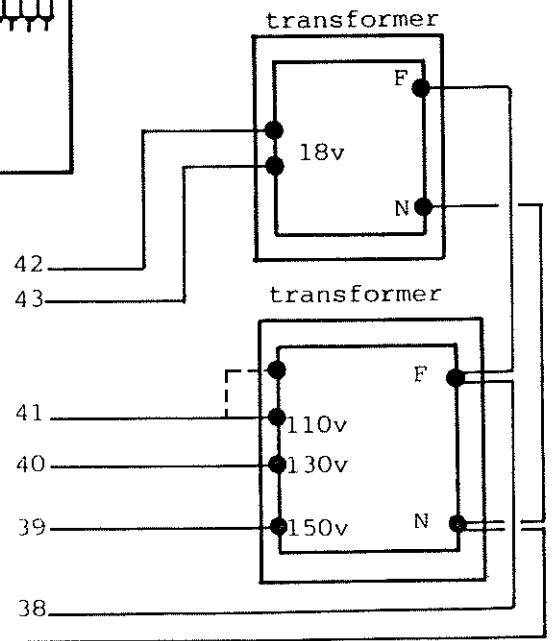 transformer
F
18v
N
42
43
transformer
F
41
110v
40
130v
39
150v
N
38